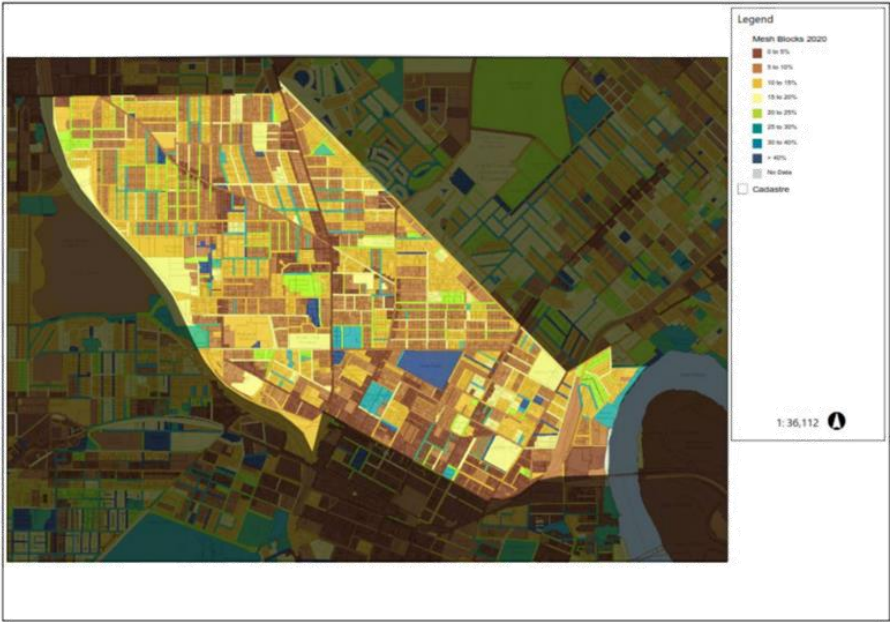 Legend
Mesh Blocks 2020
0 to 5%
5 to 10%
10 to 15%
15 to 20%
20 to 25%
25 to 30%
30 to 40%
> 40%
No Data
Cadastre
1: 36,112